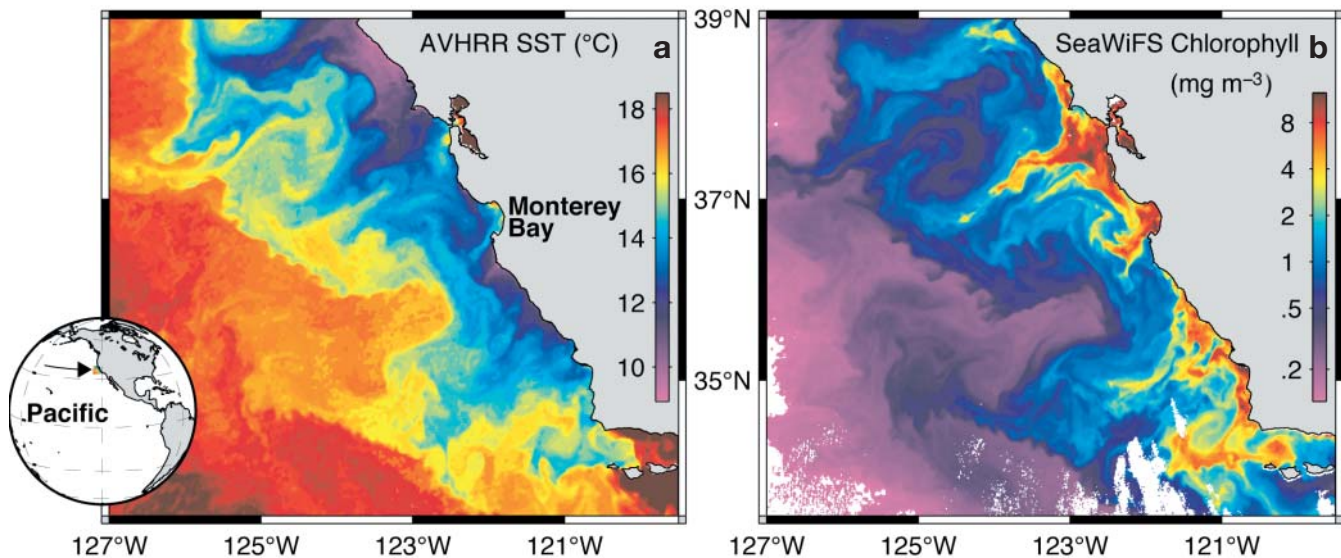 AVHRR SST (°C) a
18
16
14
12
10
Monterey
Bay
Pacific
127°W 125°W 123°W 121°W
39°N
37°N
35°N
SeaWiFS Chlorophyll b
(mg m⁻³)
8
4
2
1
.5
.2
127°W 125°W 123°W 121°W